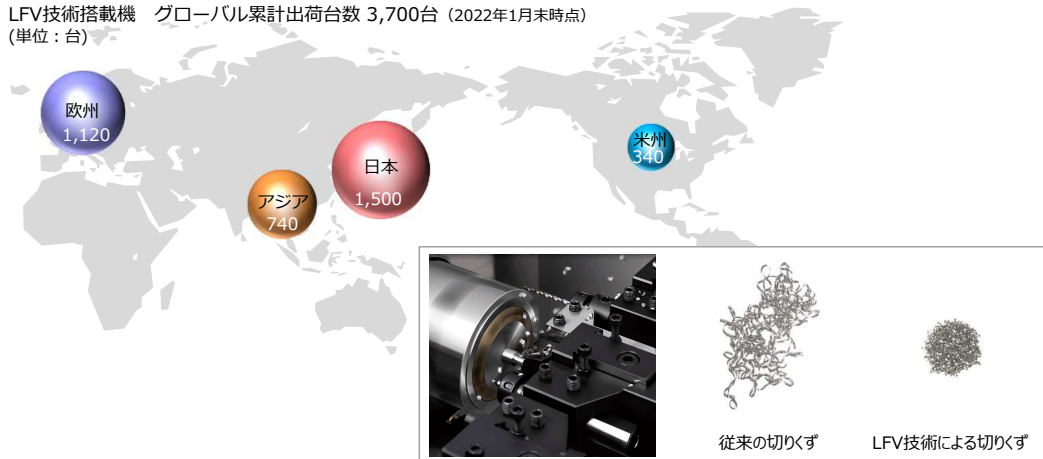 LFV技術搭載機　グローバル累計出荷台数 3,700台（2022年1月末時点）
(単位：台)
欧州
1,120
アジア
740
日本
1,500
米州
340
従来の切りくず
LFV技術による切りくず